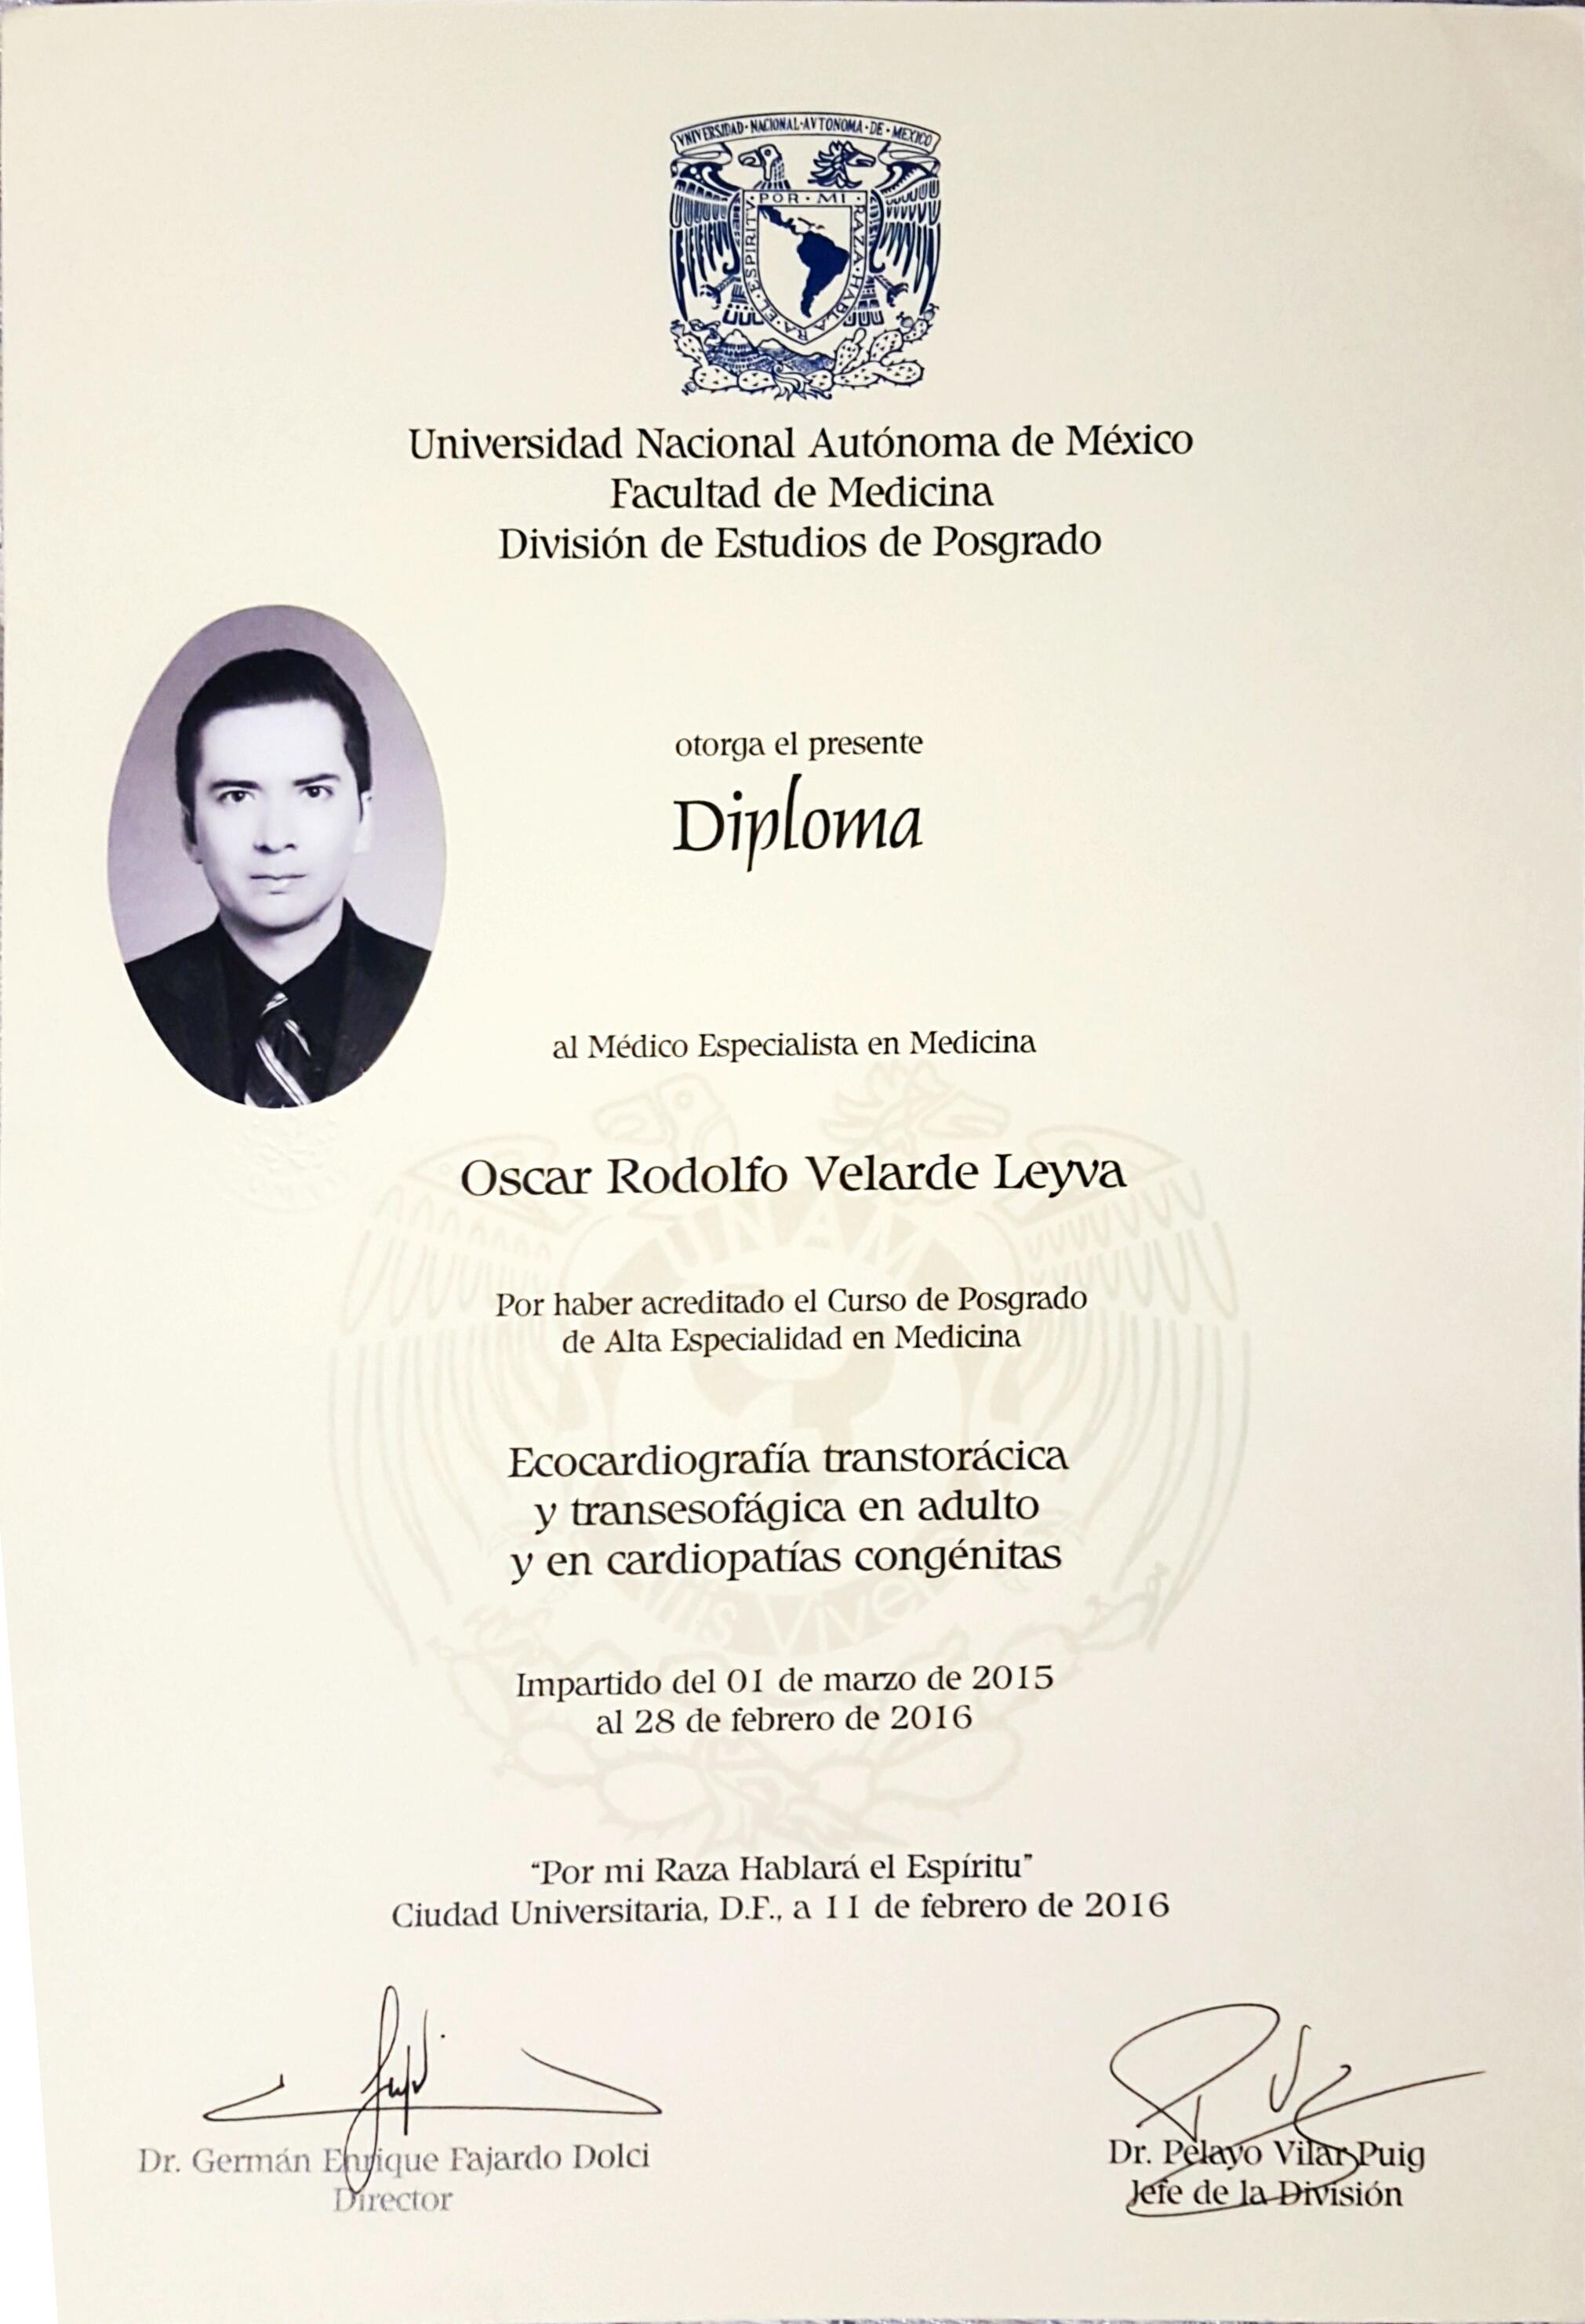 VNIVERSIDAD·NACIONAL·AVTONOMA·DE·MEXICO
·POR·MI·RAZA·HABLARA·EL·ESPIRITV
Universidad Nacional Autónoma de México
Facultad de Medicina
División de Estudios de Posgrado
otorga el presente
Diploma
al Médico Especialista en Medicina
Oscar Rodolfo Velarde Leyva
UNAM
Por haber acreditado el Curso de Posgrado
de Alta Especialidad en Medicina
Ecocardiografía transtorácica
y transesofágica en adulto
y en cardiopatías congénitas
Impartido del 01 de marzo de 2015
al 28 de febrero de 2016
“Por mi Raza Hablará el Espíritu”
Ciudad Universitaria, D.F., a 11 de febrero de 2016
Dr. Germán Enrique Fajardo Dolci
Director
Dr. Pelayo Vilar Puig
Jefe de la División